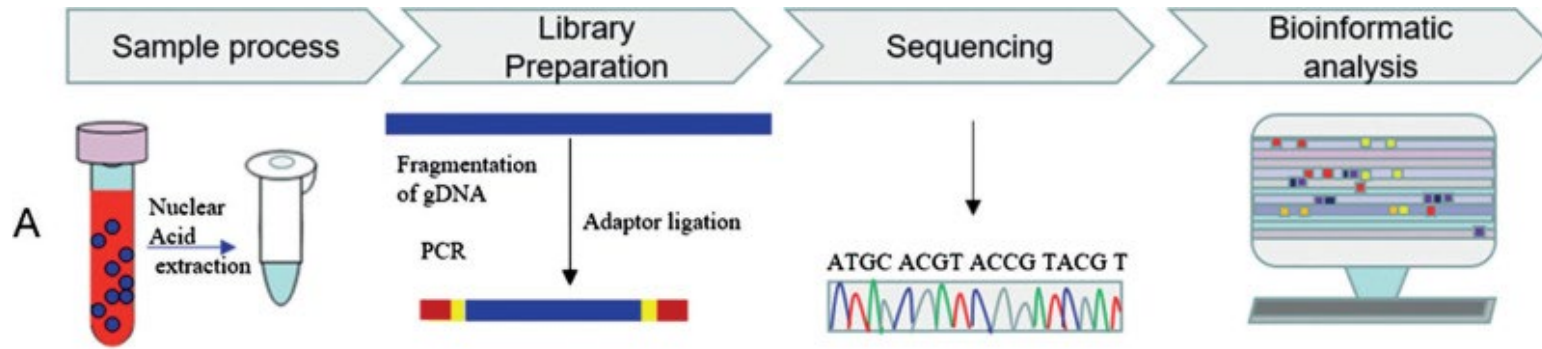 Sample process
Library
Preparation
Sequencing
Bioinformatic
analysis
A
Nuclear
Acid
extraction
Fragmentation
of gDNA
PCR
Adaptor ligation
ATGC ACGT ACCG TACG T